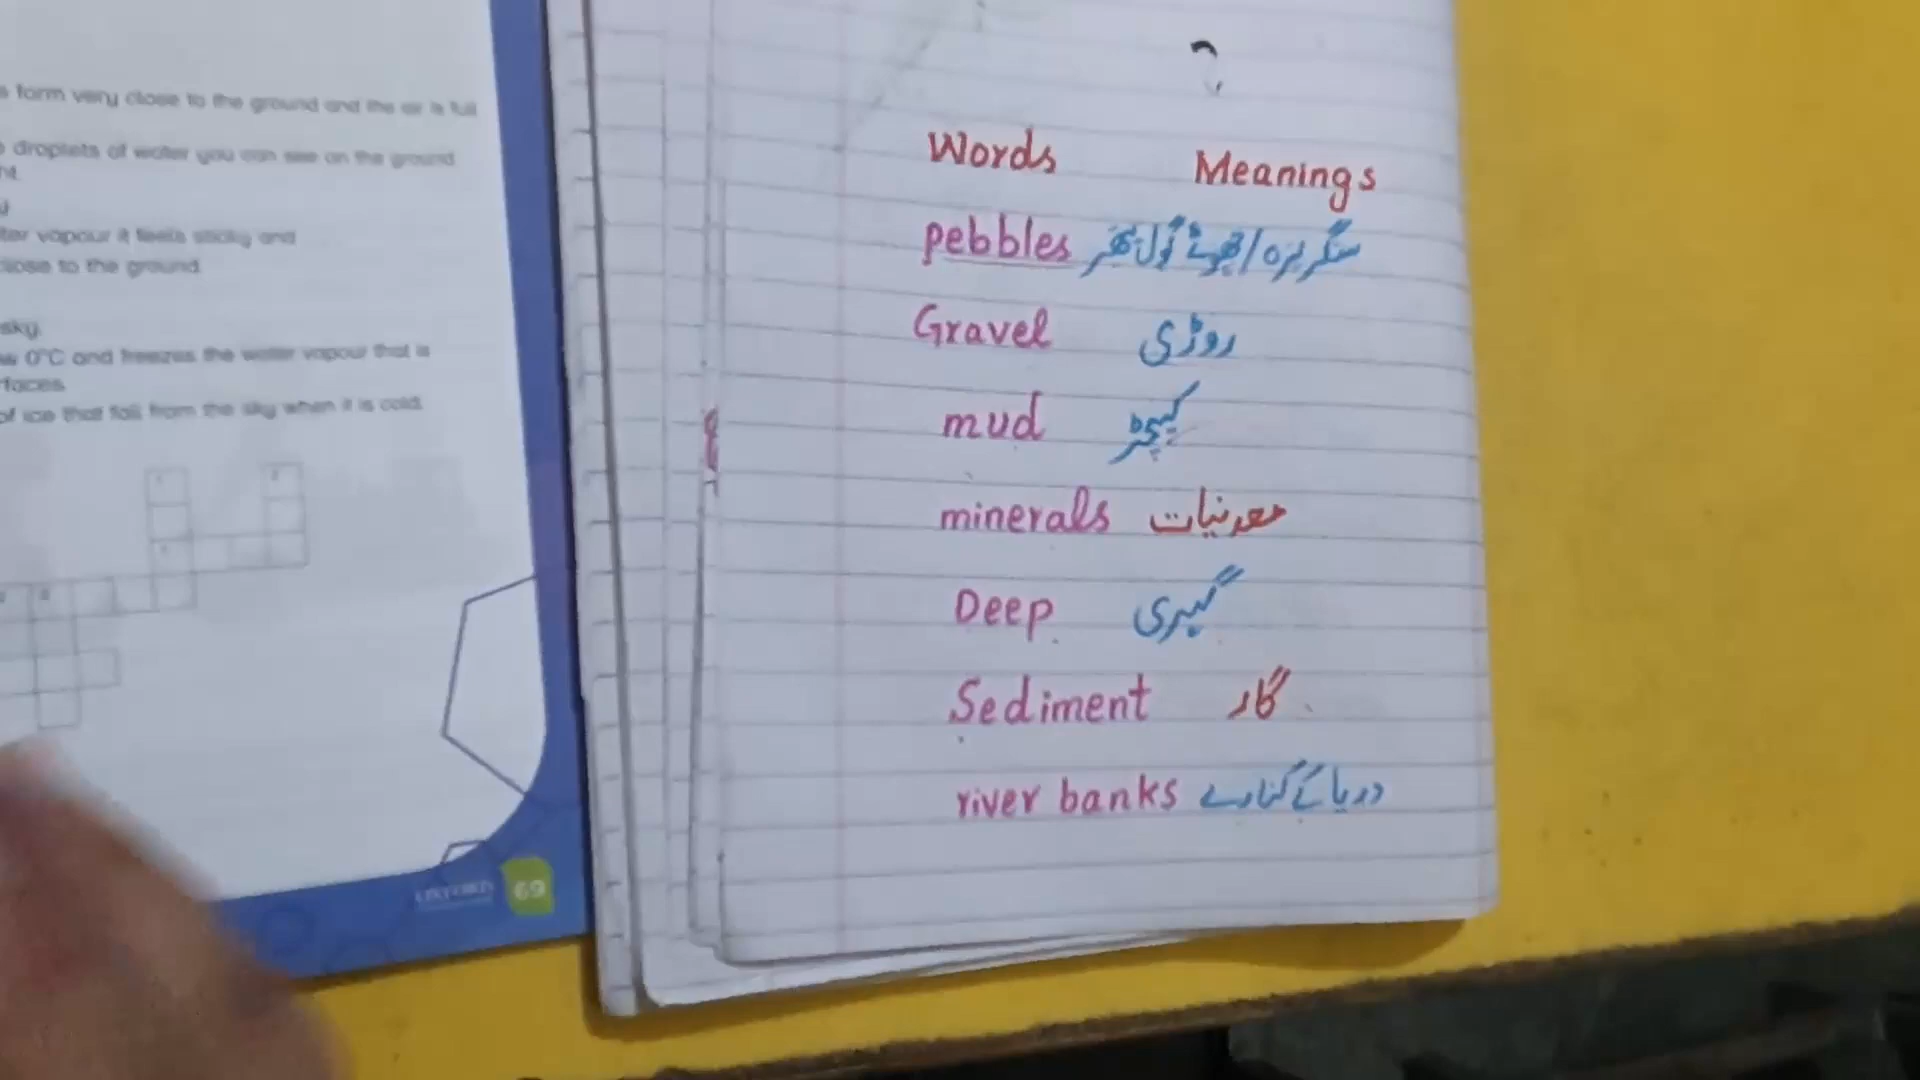 form very close to the ground and the air is full
droplets of water you can see on the ground
ht.
ter vapour it feels sticky and
close to the ground.
sky.
0°C and freezes the water vapour that is
faces.
of ice that fall from the sky when it is cold.
OXFORD 69
Words Meanings
pebbles سنگریزہ/چھوٹے گول پتھر
Gravel روڑی
mud کیچڑ
minerals معدنیات
Deep گہری
Sediment گار
river banks دریا کے کنارے